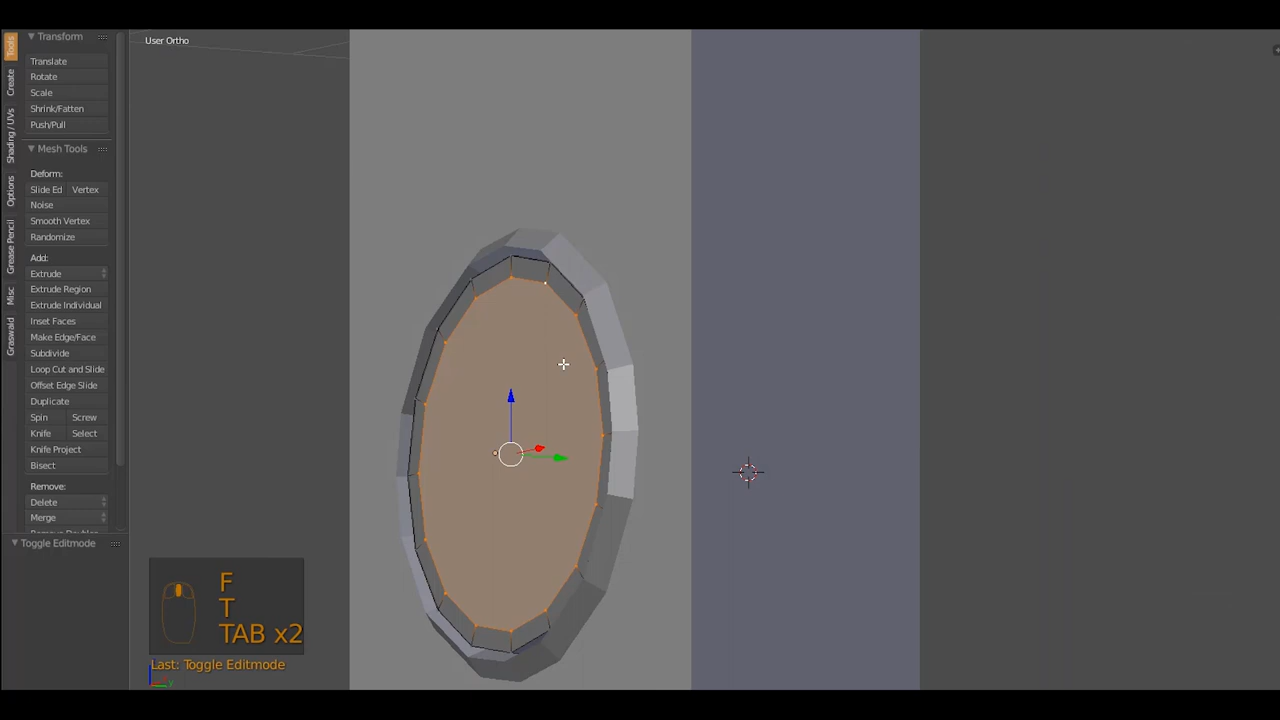 Tools
Create
Shading / UVs
Options
Grease Pencil
Misc
Graswald
Transform
Translate
Rotate
Scale
Shrink/Fatten
Push/Pull
Mesh Tools
Deform:
Slide Ed Vertex
Noise
Smooth Vertex
Randomize
Add:
Extrude
Extrude Region
Extrude Individual
Inset Faces
Make Edge/Face
Subdivide
Loop Cut and Slide
Offset Edge Slide
Duplicate
Spin Screw
Knife Select
Knife Project
Bisect
Remove:
Delete
Merge
Toggle Editmode
User Ortho
F
T
TAB x2
Last: Toggle Editmode
y